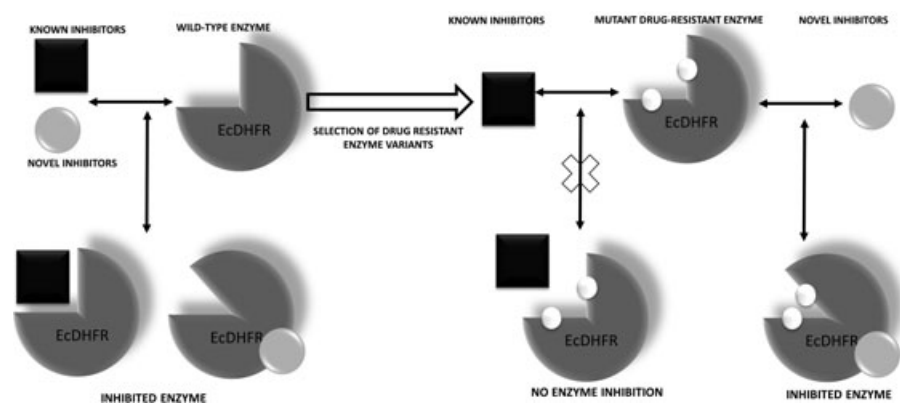 KNOWN INHIBITORS
WILD-TYPE ENZYME
KNOWN INHIBITORS
MUTANT DRUG-RESISTANT ENZYME
NOVEL INHIBITORS
EcDHFR
EcDHFR
SELECTION OF DRUG RESISTANT
ENZYME VARIANTS
NOVEL INHIBITORS
EcDHFR
EcDHFR
EcDHFR
EcDHFR
INHIBITED ENZYME
NO ENZYME INHIBITION
INHIBITED ENZYME